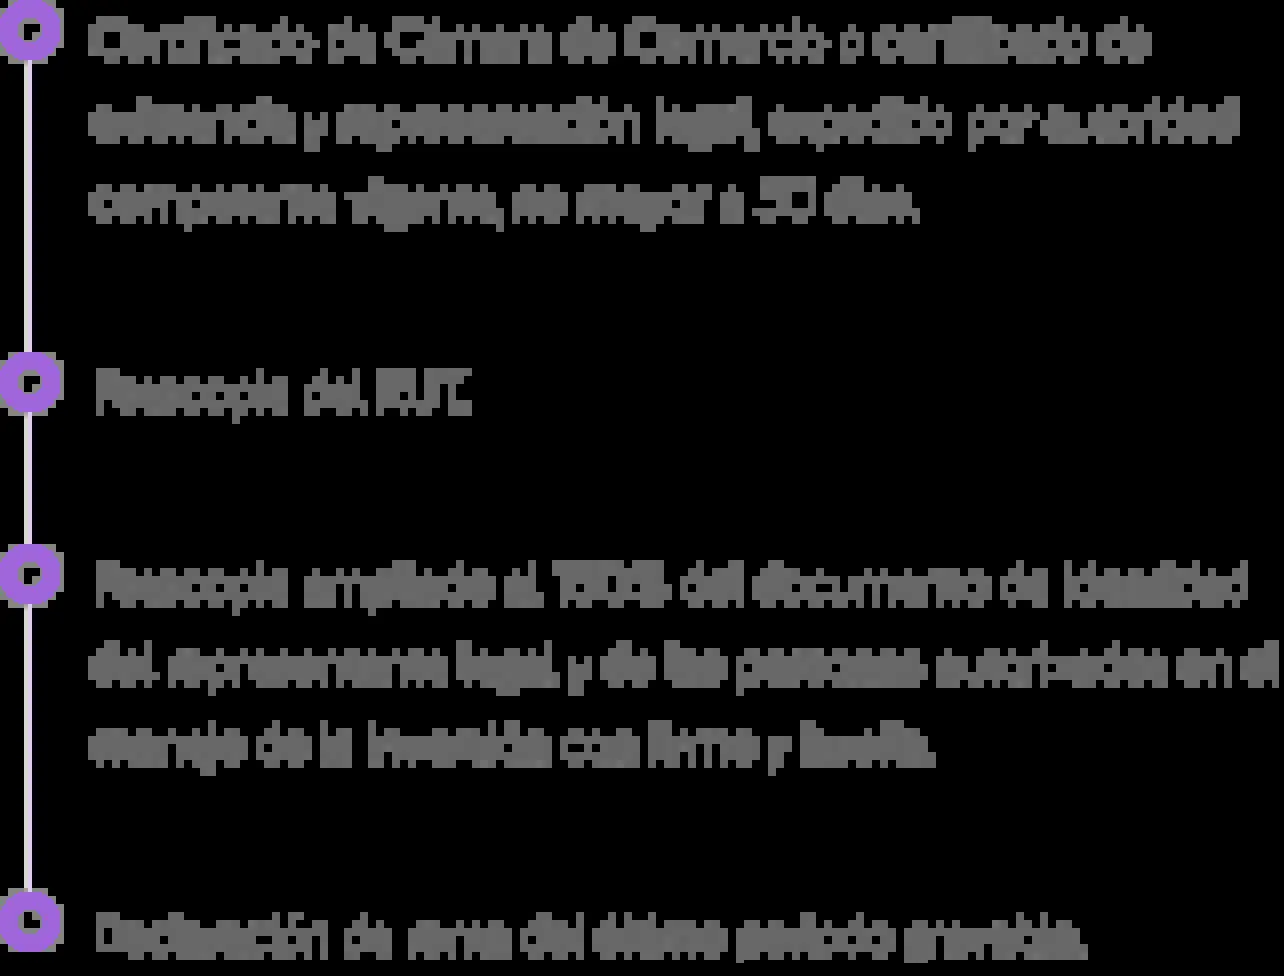 Certificado de Cámara de Comercio o certificado de
existencia y representación legal, expedido por autoridad
competente vigente, no mayor a 30 días.
Fotocopia del RUT.
Fotocopia ampliada al 150% del documento de identidad
del representante legal y de las personas autorizadas en el
manejo de la inversión con firma y huella.
Declaración de renta del último periodo gravable.